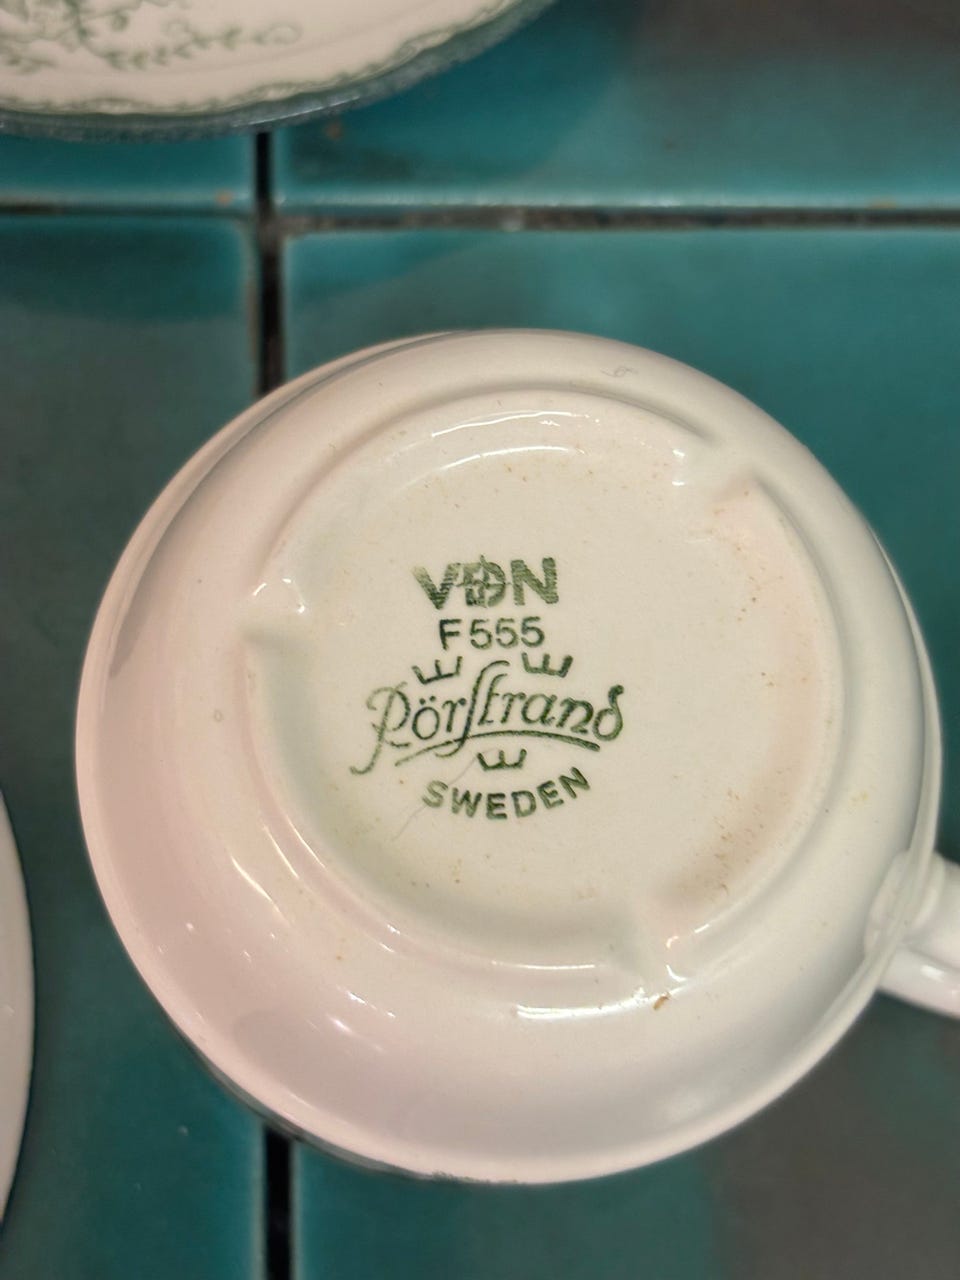 VDN
F555
Rörstrand
SWEDEN